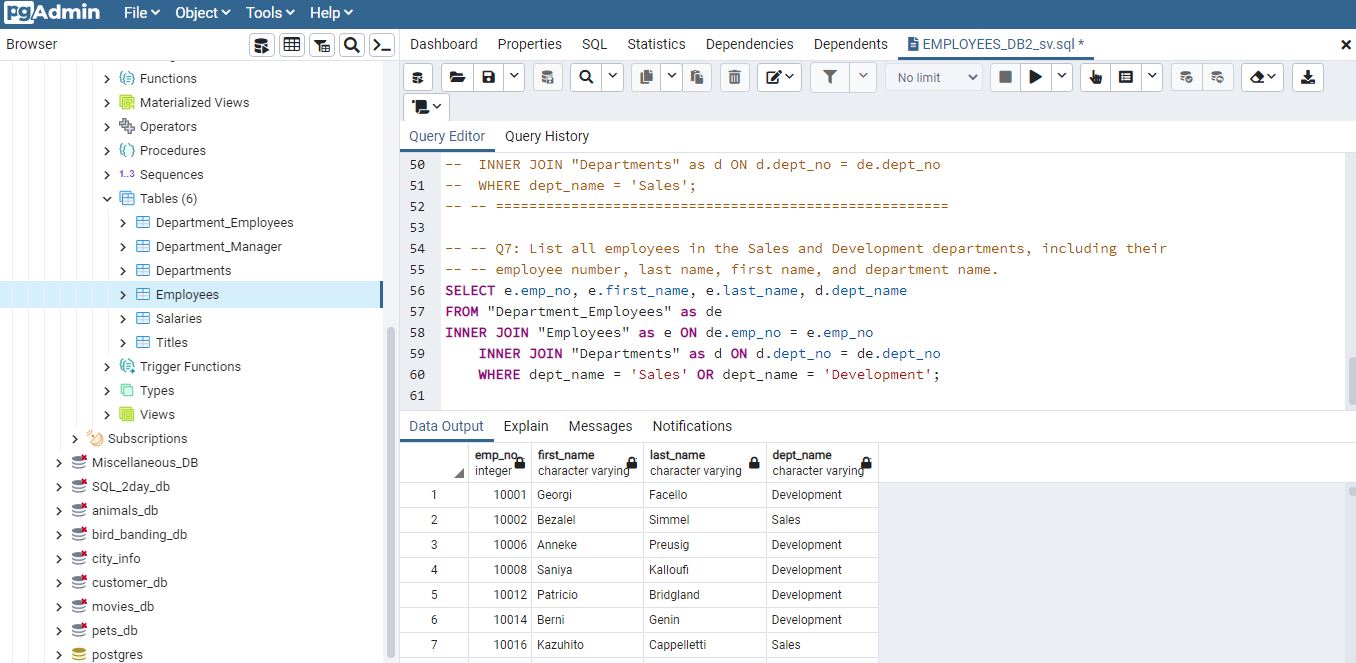 pgAdmin File Object Tools Help
Browser
Dashboard Properties SQL Statistics Dependencies Dependents EMPLOYEES_DB2_sv.sql *
Functions
Materialized Views
Operators
Procedures
1..3 Sequences
Tables (6)
Department_Employees
Department_Manager
Departments
Employees
Salaries
Titles
Trigger Functions
Types
Views
Subscriptions
Miscellaneous_DB
SQL_2day_db
animals_db
bird_banding_db
city_info
customer_db
movies_db
pets_db
postgres
No limit
Query Editor Query History
50 --  INNER JOIN "Departments" as d ON d.dept_no = de.dept_no
51 --  WHERE dept_name = 'Sales';
52 -- -- ======================================================
53
54 -- -- Q7: List all employees in the Sales and Development departments, including their
55 -- -- employee number, last name, first name, and department name.
56 SELECT e.emp_no, e.first_name, e.last_name, d.dept_name
57 FROM "Department_Employees" as de
58 INNER JOIN "Employees" as e ON de.emp_no = e.emp_no
59     INNER JOIN "Departments" as d ON d.dept_no = de.dept_no
60     WHERE dept_name = 'Sales' OR dept_name = 'Development';
61
Data Output Explain Messages Notifications
emp_no first_name last_name dept_name
integer character varying character varying character varying
1 10001 Georgi Facello Development
2 10002 Bezalel Simmel Sales
3 10006 Anneke Preusig Development
4 10008 Saniya Kalloufi Development
5 10012 Patricio Bridgland Development
6 10014 Berni Genin Development
7 10016 Kazuhito Cappelletti Sales